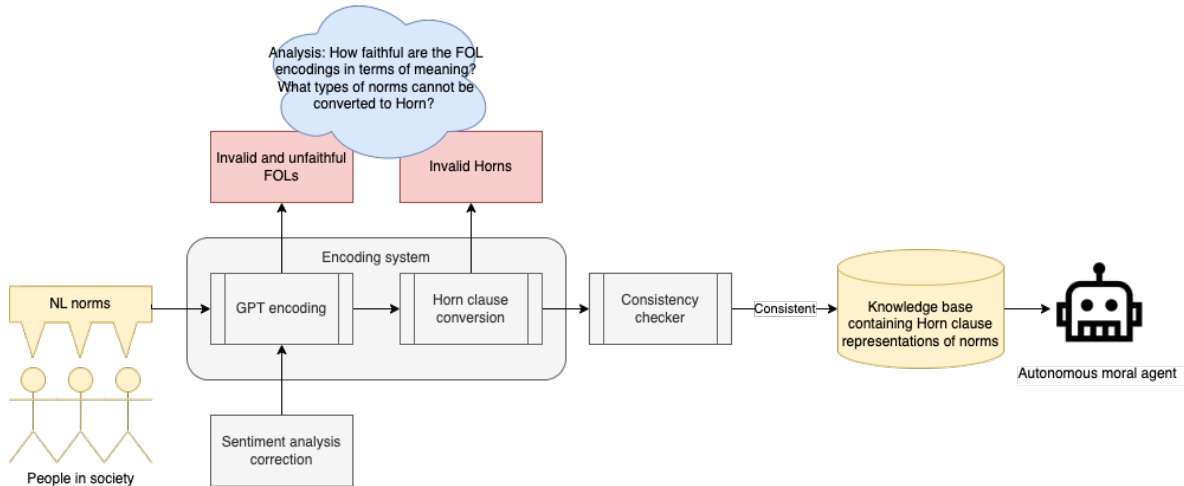 Analysis: How faithful are the FOL
encodings in terms of meaning?
What types of norms cannot be
converted to Horn?
Invalid and unfaithful
FOLs
Invalid Horns
Encoding system
NL norms
GPT encoding
Horn clause
conversion
Consistency
checker
Consistent
Knowledge base
containing Horn clause
representations of norms
Autonomous moral agent
Sentiment analysis
correction
People in society